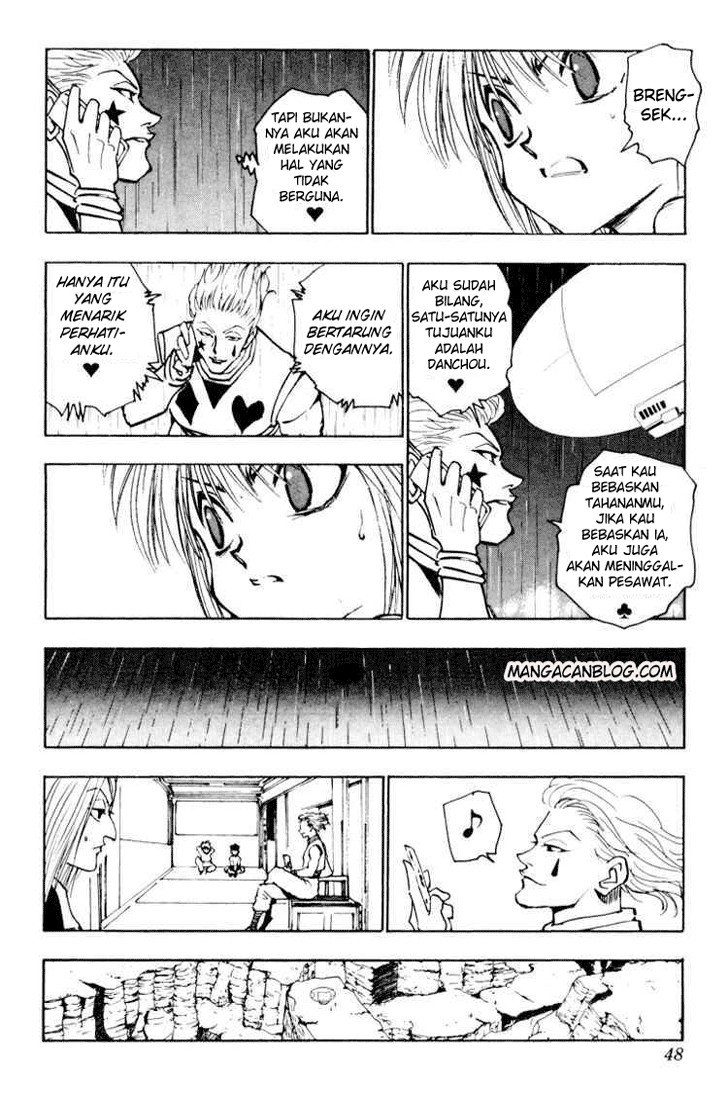 BRENG-
SEK...
TAPI BUKAN-
NYA AKU AKAN
MELAKUKAN
HAL YANG
TIDAK
BERGUNA.
♥
AKU SUDAH
BILANG,
SATU-SATUNYA
TUJUANKU
ADALAH
DANCHOU.
♥
AKU INGIN
BERTARUNG
DENGANNYA.
HANYA ITU
YANG
MENARIK
PERHATI-
ANKU.
♥
SAAT KAU
BEBASKAN
TAHANANMU,
JIKA KAU
BEBASKAN IA,
AKU JUGA
AKAN MENINGGAL-
KAN PESAWAT.
♣
MANGACANBLOG.COM
♪
48